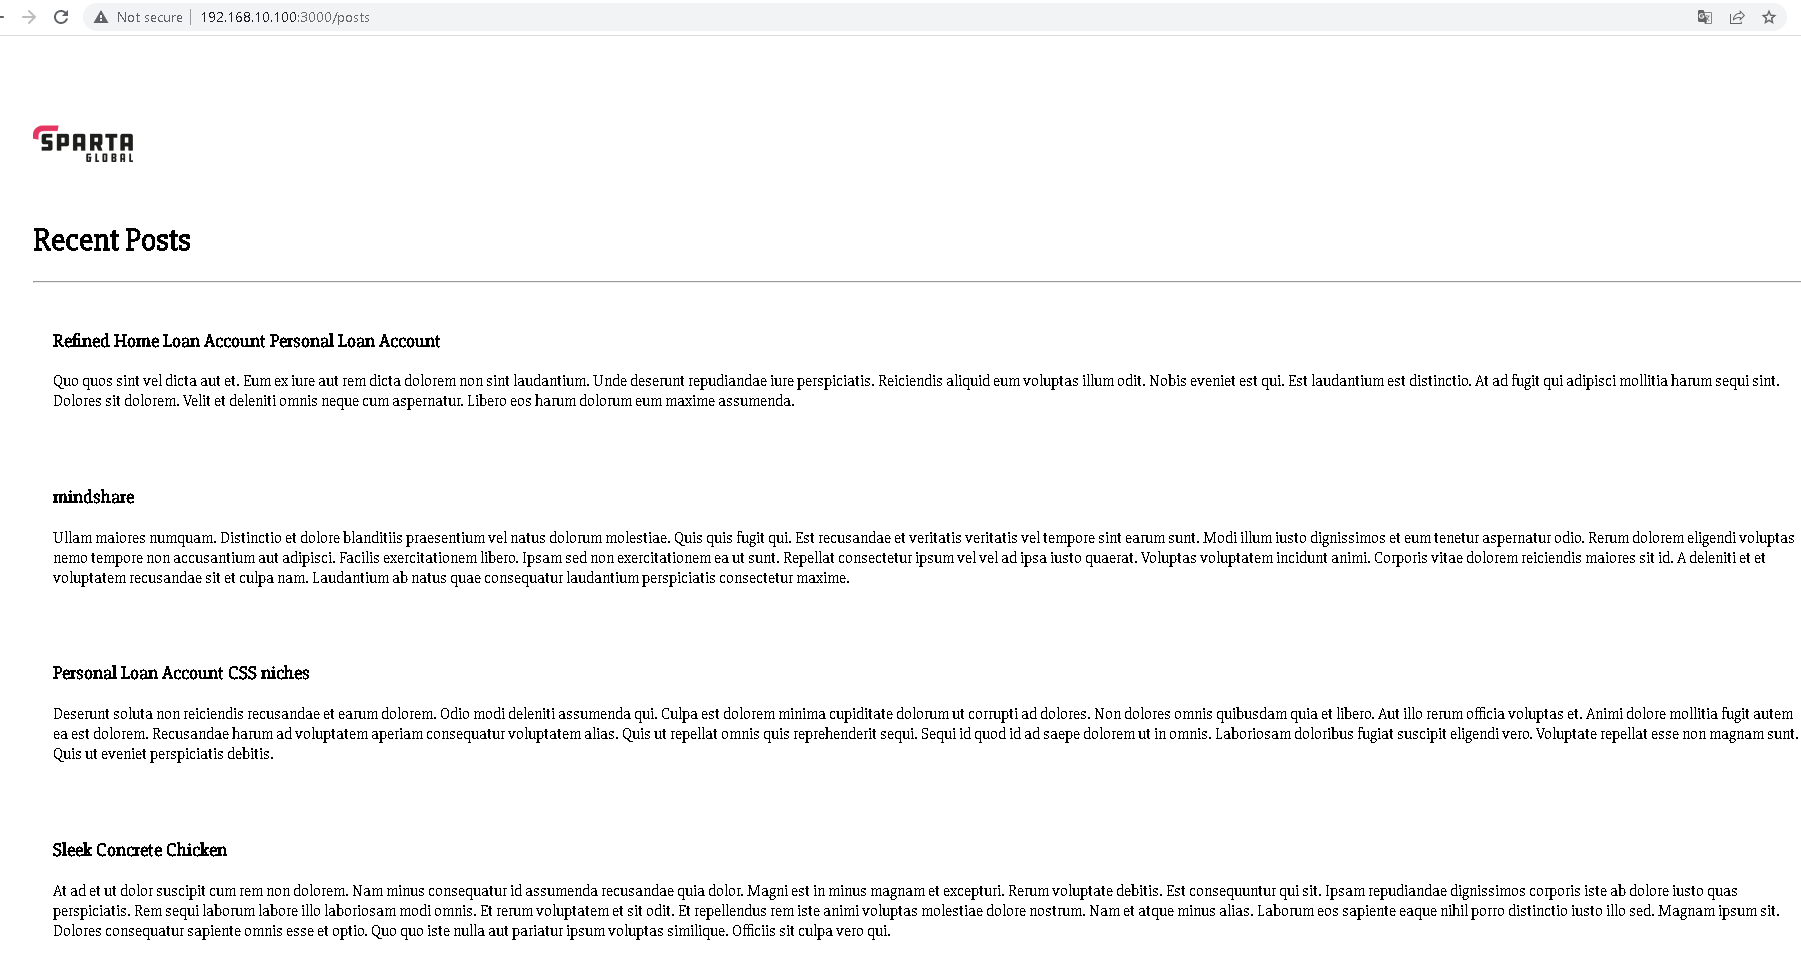 Not secure | 192.168.10.100:3000/posts
SPARTA
GLOBAL
Recent Posts
Refined Home Loan Account Personal Loan Account
Quo quos sint vel dicta aut et. Eum ex iure aut rem dicta dolorem non sint laudantium. Unde deserunt repudiandae iure perspiciatis. Reiciendis aliquid eum voluptas illum odit. Nobis eveniet est qui. Est laudantium est distinctio. At ad fugit qui adipisci mollitia harum sequi sint.
Dolores sit dolorem. Velit et deleniti omnis neque cum aspernatur. Libero eos harum dolorum eum maxime assumenda.
mindshare
Ullam maiores numquam. Distinctio et dolore blanditiis praesentium vel natus dolorum molestiae. Quis quis fugit qui. Est recusandae et veritatis veritatis vel tempore sint earum sunt. Modi illum iusto dignissimos et eum tenetur aspernatur odio. Rerum dolorem eligendi voluptas
nemo tempore non accusantium aut adipisci. Facilis exercitationem libero. Ipsam sed non exercitationem ea ut sunt. Repellat consectetur ipsum vel vel ad ipsa iusto quaerat. Voluptas voluptatem incidunt animi. Corporis vitae dolorem reiciendis maiores sit id. A deleniti et et
voluptatem recusandae sit et culpa nam. Laudantium ab natus quae consequatur laudantium perspiciatis consectetur maxime.
Personal Loan Account CSS niches
Deserunt soluta non reiciendis recusandae et earum dolorem. Odio modi deleniti assumenda qui. Culpa est dolorem minima cupiditate dolorum ut corrupti ad dolores. Non dolores omnis quibusdam quia et libero. Aut illo rerum officia voluptas et. Animi dolore mollitia fugit autem
ea est dolorem. Recusandae harum ad voluptatem aperiam consequatur voluptatem alias. Quis ut repellat omnis quis reprehenderit sequi. Sequi id quod id ad saepe dolorem ut in omnis. Laboriosam doloribus fugiat suscipit eligendi vero. Voluptate repellat esse non magnam sunt.
Quis ut eveniet perspiciatis debitis.
Sleek Concrete Chicken
At ad et ut dolor suscipit cum rem non dolorem. Nam minus consequatur id assumenda recusandae quia dolor. Magni est in minus magnam et excepturi. Rerum voluptate debitis. Est consequuntur qui sit. Ipsam repudiandae dignissimos corporis iste ab dolore iusto quas
perspiciatis. Rem sequi laborum labore illo laboriosam modi omnis. Et rerum voluptatem et sit odit. Et repellendus rem iste animi voluptas molestiae dolore nostrum. Nam et atque minus alias. Laborum eos sapiente eaque nihil porro distinctio iusto illo sed. Magnam ipsum sit.
Dolores consequatur sapiente omnis esse et optio. Quo quo iste nulla aut pariatur ipsum voluptas similique. Officiis sit culpa vero qui.